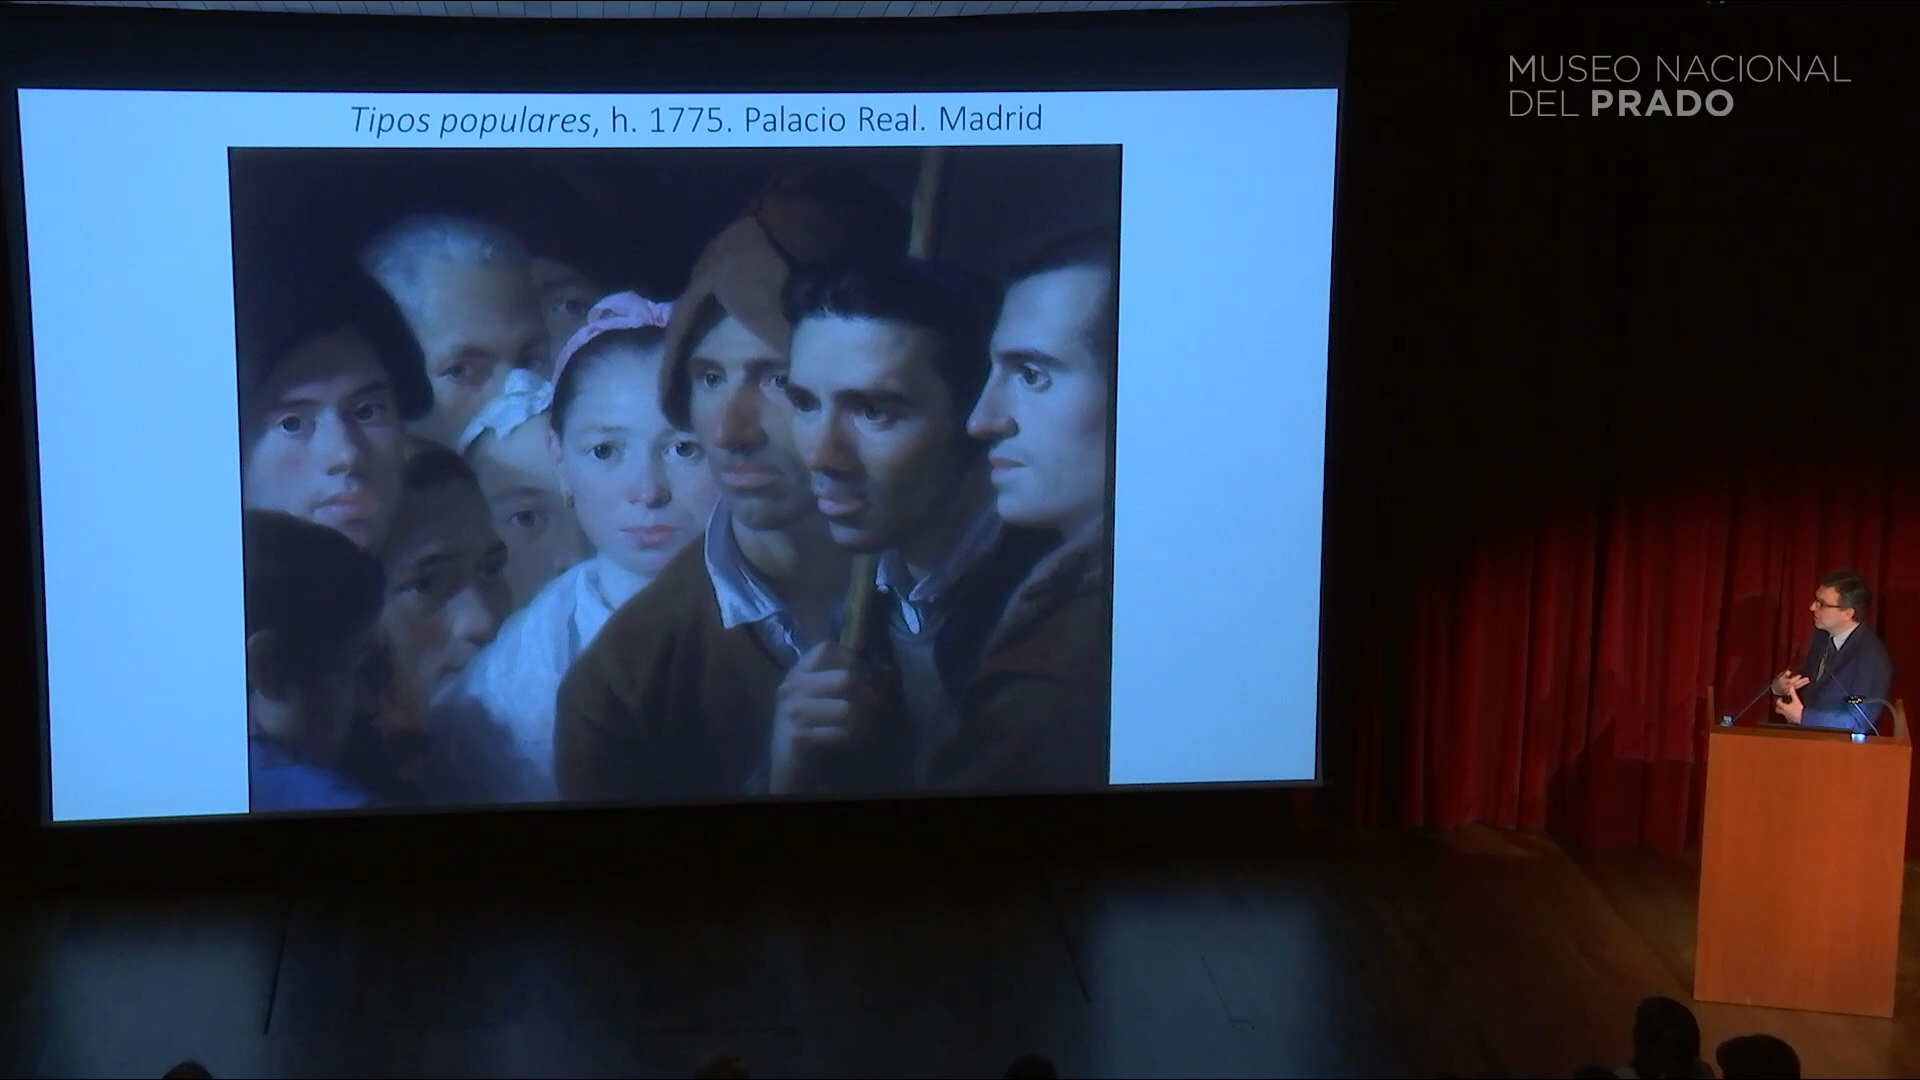 Tipos populares, h. 1775. Palacio Real. Madrid
MUSEO NACIONAL
DEL PRADO